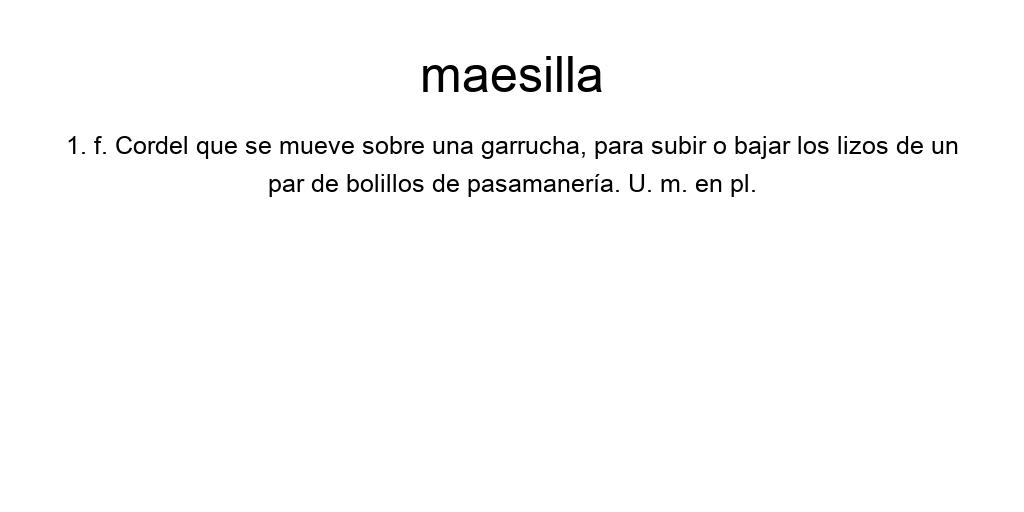 maesilla
1. f. Cordel que se mueve sobre una garrucha, para subir o bajar los lizos de un
par de bolillos de pasamanería. U. m. en pl.